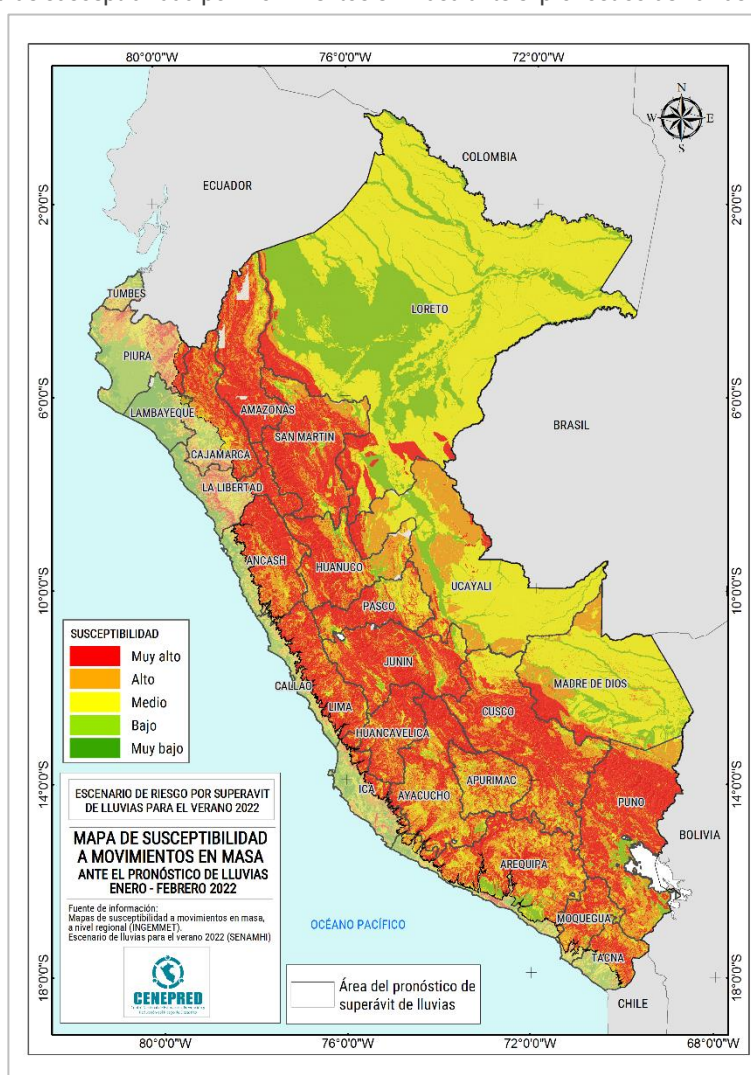 80°0'0"W 76°0'0"W 72°0'0"W
N
W E
S
COLOMBIA
ECUADOR
2°0'0"S 2°0'0"S
TUMBES
LORETO
PIURA
6°0'0"S 6°0'0"S
LAMBAYEQUE
AMAZONAS
BRASIL
SAN MARTIN
CAJAMARCA
LA LIBERTAD
ANCASH
HUANUCO
10°0'0"S 10°0'0"S
UCAYALI
PASCO
SUSCEPTIBILIDAD
Muy alto
Alto
Medio
Bajo
Muy bajo
JUNIN
CALLAO
MADRE DE DIOS
LIMA
CUSCO
HUANCAVELICA
14°0'0"S 14°0'0"S
ICA
AYACUCHO
APURIMAC
PUNO
BOLIVIA
AREQUIPA
MOQUEGUA
TACNA
OCÉANO PACÍFICO
CHILE
18°0'0"S 18°0'0"S
ESCENARIO DE RIESGO POR SUPERAVIT
DE LLUVIAS PARA EL VERANO 2022
MAPA DE SUSCEPTIBILIDAD
A MOVIMIENTOS EN MASA
ANTE EL PRONÓSTICO DE LLUVIAS
ENERO - FEBRERO 2022
Fuente de información:
Mapas de susceptibilidad a movimientos en masa,
a nivel regional (INGEMMET).
Escenario de lluvias para el verano 2022 (SENAMHI)
CENEPRED
Área del pronóstico de
superávit de lluvias
80°0'0"W 76°0'0"W 72°0'0"W 68°0'0"W